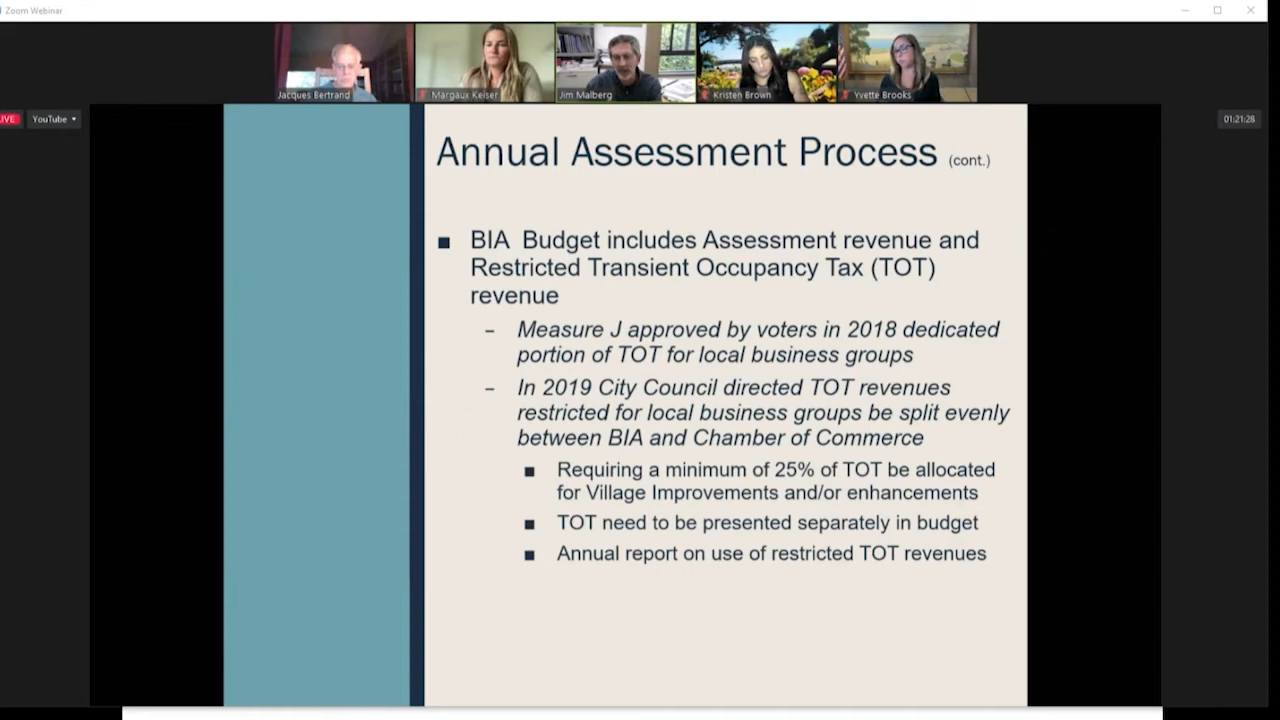 Zoom Webinar
Jacques Bertrand
Margaux Keiser
Jim Malberg
Kristen Brown
Yvette Brooks
IVE
YouTube
01:21:28
Annual Assessment Process (cont.)
■ BIA Budget includes Assessment revenue and
Restricted Transient Occupancy Tax (TOT)
revenue
– Measure J approved by voters in 2018 dedicated
portion of TOT for local business groups
– In 2019 City Council directed TOT revenues
restricted for local business groups be split evenly
between BIA and Chamber of Commerce
■ Requiring a minimum of 25% of TOT be allocated
for Village Improvements and/or enhancements
■ TOT need to be presented separately in budget
■ Annual report on use of restricted TOT revenues